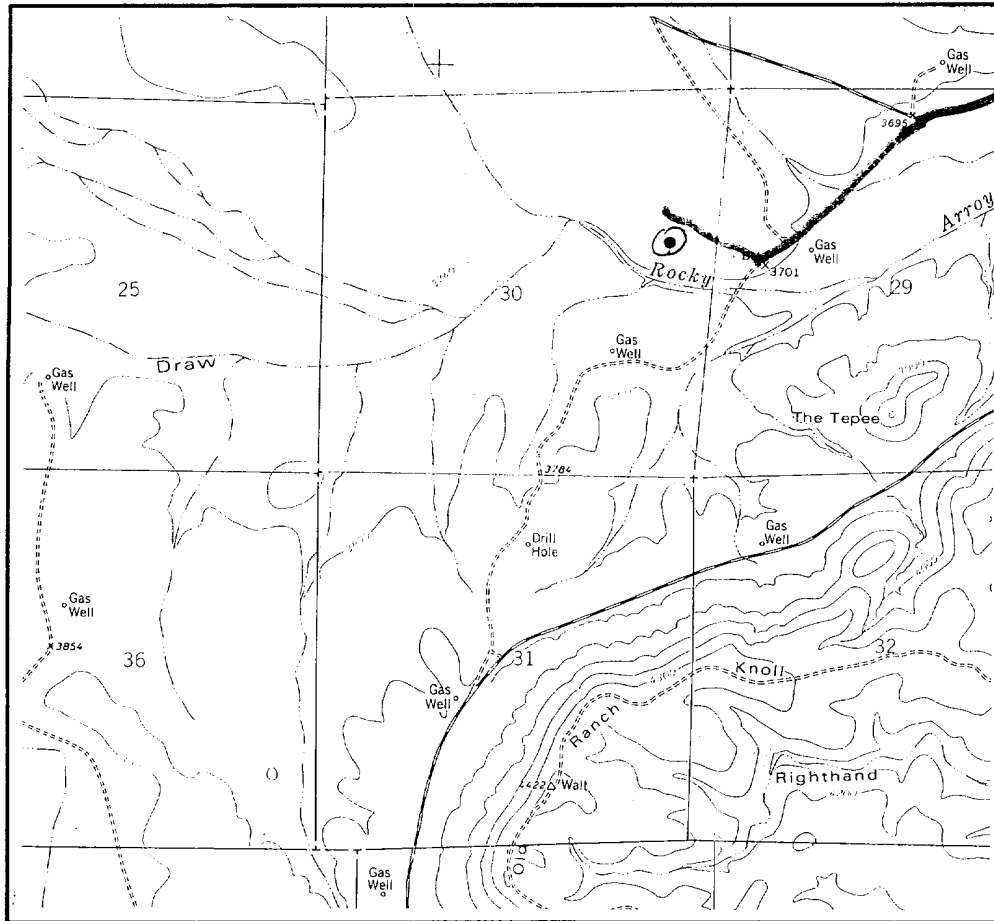 Gas
Well
3695
Arroy
Gas
Well
Rocky
3701
25
30
29
Gas
Well
Draw
Gas
Well
The Tepee
3784
Drill
Hole
Gas
Well
Gas
Well
3854
36
31
32
Knoll
Gas
Well
Ranch
Righthand
4422
Walt
Old
Gas
Well